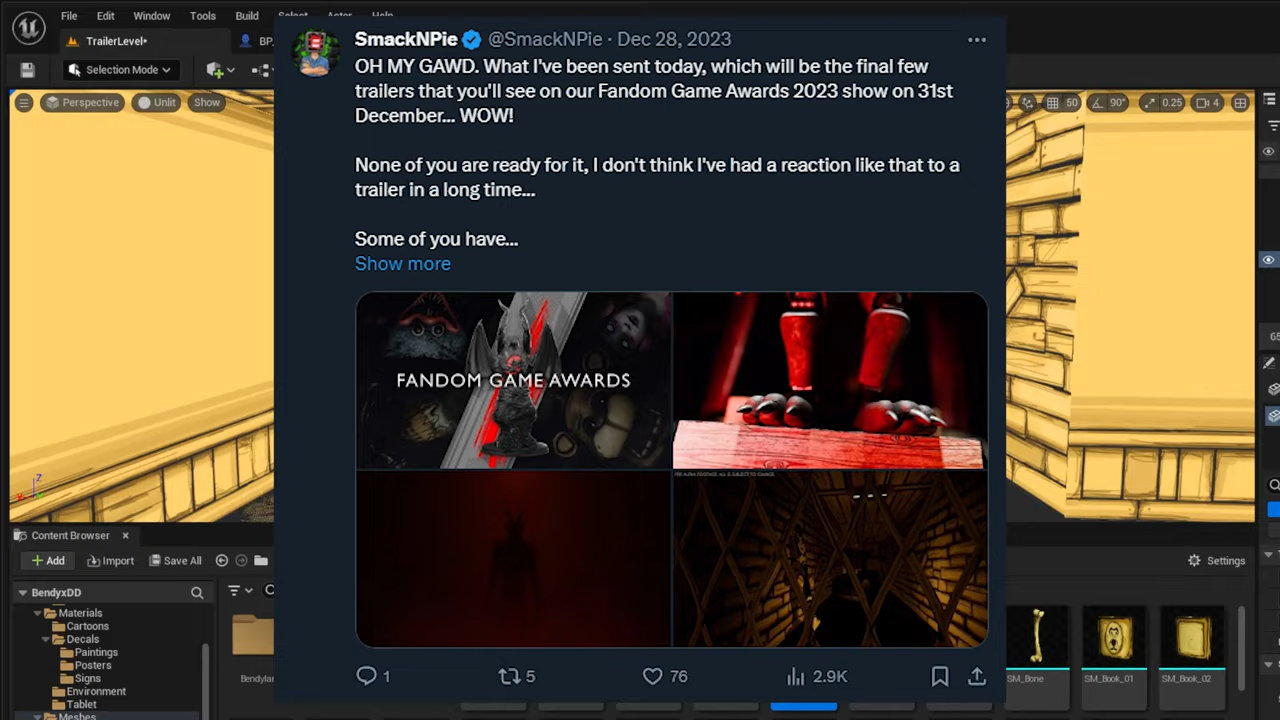 File Edit Window Tools Build Select Actor Help
TrailerLevel*
BP_
Selection Mode
Perspective Unlit Show
50 90° 0.25 4
SmackNPie @SmackNPie · Dec 28, 2023
OH MY GAWD. What I've been sent today, which will be the final few
trailers that you'll see on our Fandom Game Awards 2023 show on 31st
December... WOW!
None of you are ready for it, I don't think I've had a reaction like that to a
trailer in a long time...
Some of you have...
Show more
FANDOM GAME AWARDS
1 5 76 2.9K
Content Browser
+ Add Import Save All
Settings
BendyxDD
Materials
Cartoons
Decals
Paintings
Posters
Signs
Environment
Tablet
Meshes
SM_Bone SM_Book_01 SM_Book_02